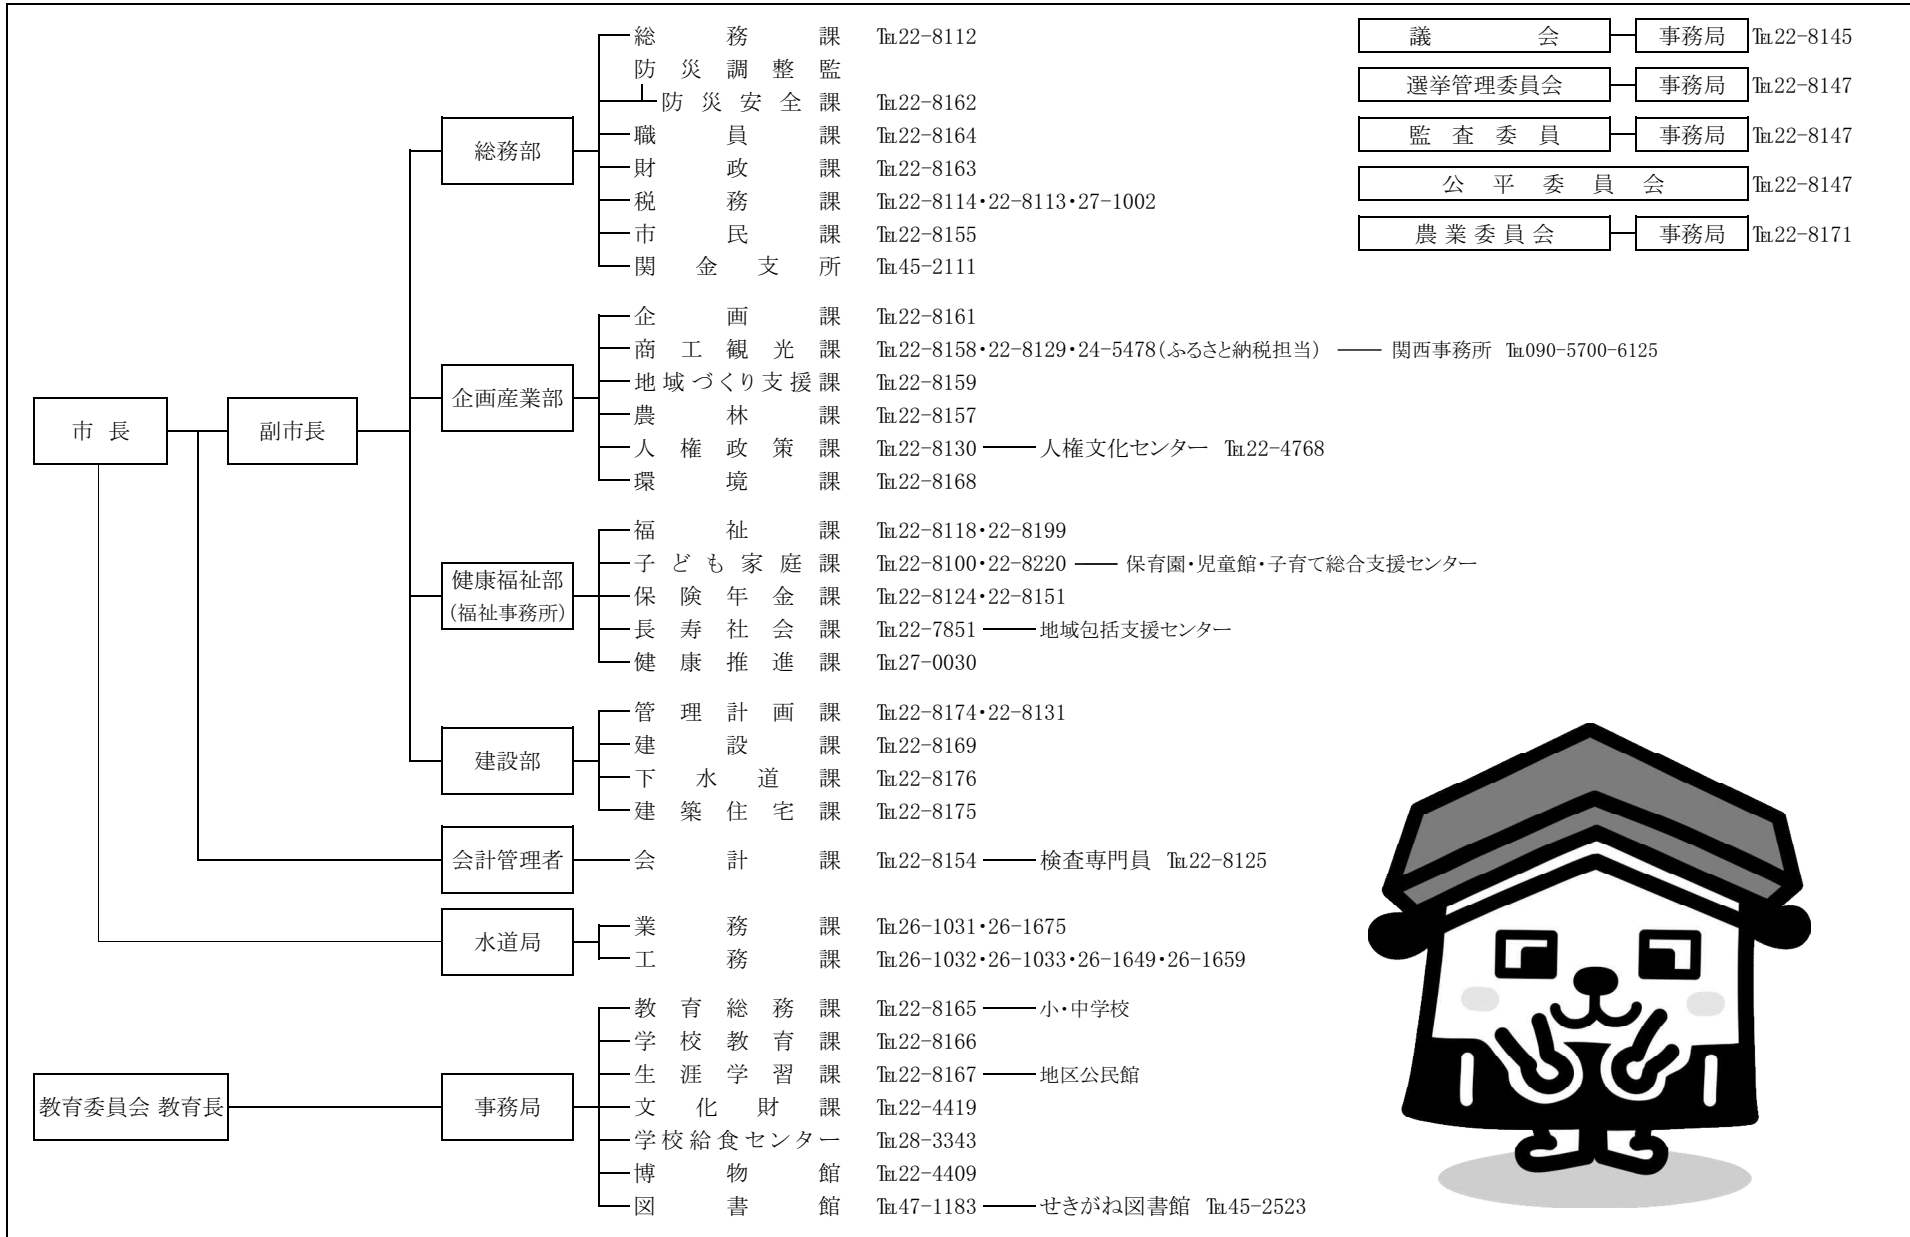 総務課 ℡22-8112
防災調整監
防災安全課 ℡22-8162
職員課 ℡22-8164
財政課 ℡22-8163
税務課 ℡22-8114・22-8113・27-1002
市民課 ℡22-8155
関金支所 ℡45-2111
総務部
議会 事務局 ℡22-8145
選挙管理委員会 事務局 ℡22-8147
監査委員 事務局 ℡22-8147
公平委員会 ℡22-8147
農業委員会 事務局 ℡22-8171
企画課 ℡22-8161
商工観光課 ℡22-8158・22-8129・24-5478(ふるさと納税担当) 関西事務所 ℡090-5700-6125
地域づくり支援課 ℡22-8159
農林課 ℡22-8157
人権政策課 ℡22-8130 人権文化センター ℡22-4768
環境課 ℡22-8168
企画産業部
市長
副市長
福祉課 ℡22-8118・22-8199
子ども家庭課 ℡22-8100・22-8220 保育園・児童館・子育て総合支援センター
保険年金課 ℡22-8124・22-8151
長寿社会課 ℡22-7851 地域包括支援センター
健康推進課 ℡27-0030
健康福祉部
(福祉事務所)
管理計画課 ℡22-8174・22-8131
建設課 ℡22-8169
下水道課 ℡22-8176
建築住宅課 ℡22-8175
建設部
会計管理者 会計課 ℡22-8154 検査専門員 ℡22-8125
業務課 ℡26-1031・26-1675
工務課 ℡26-1032・26-1033・26-1649・26-1659
水道局
教育総務課 ℡22-8165 小・中学校
学校教育課 ℡22-8166
生涯学習課 ℡22-8167 地区公民館
文化財課 ℡22-4419
学校給食センター ℡28-3343
博物館 ℡22-4409
図書館 ℡47-1183 せきがね図書館 ℡45-2523
教育委員会 教育長
事務局